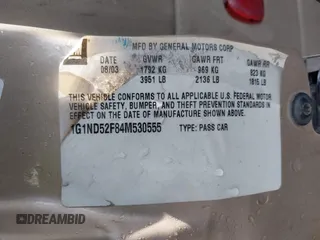 MFD BY GENERAL MOTORS CORP
DATE GVWR GAWR FRT GAWR RR
08/03 1792 KG 969 KG 823 KG
3951 LB 2136 LB 1815 LB
THIS VEHICLE CONFORMS TO ALL APPLICABLE U.S. FEDERAL MOTOR
VEHICLE SAFETY, BUMPER, AND THEFT PREVENTION STANDARDS
IN EFFECT ON THE DATE OF MANUFACTURE SHOWN ABOVE.
1G1ND52F84M530555 TYPE: PASS CAR
DREAMBID